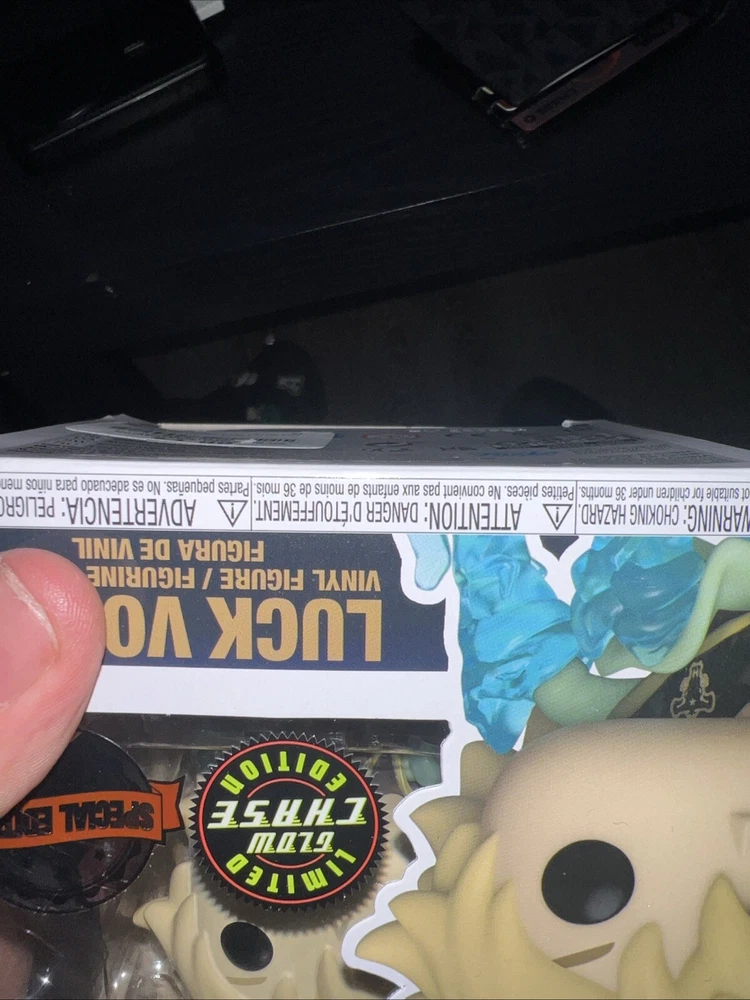 LIMITED
GLOW
CHASE
EDITION
SPECIAL
LUCK VO
VINYL FIGURE / FIGURINE
FIGURA DE VINIL
WARNING: CHOKING HAZARD.
suitable for children under 36 months.
ATTENTION: DANGER D'ÉTOUFFEMENT.
Petites pièces. Ne convient pas aux enfants de moins de 36 mois.
ADVERTENCIA: PELIGRO
Partes pequeñas. No es adecuado para niños